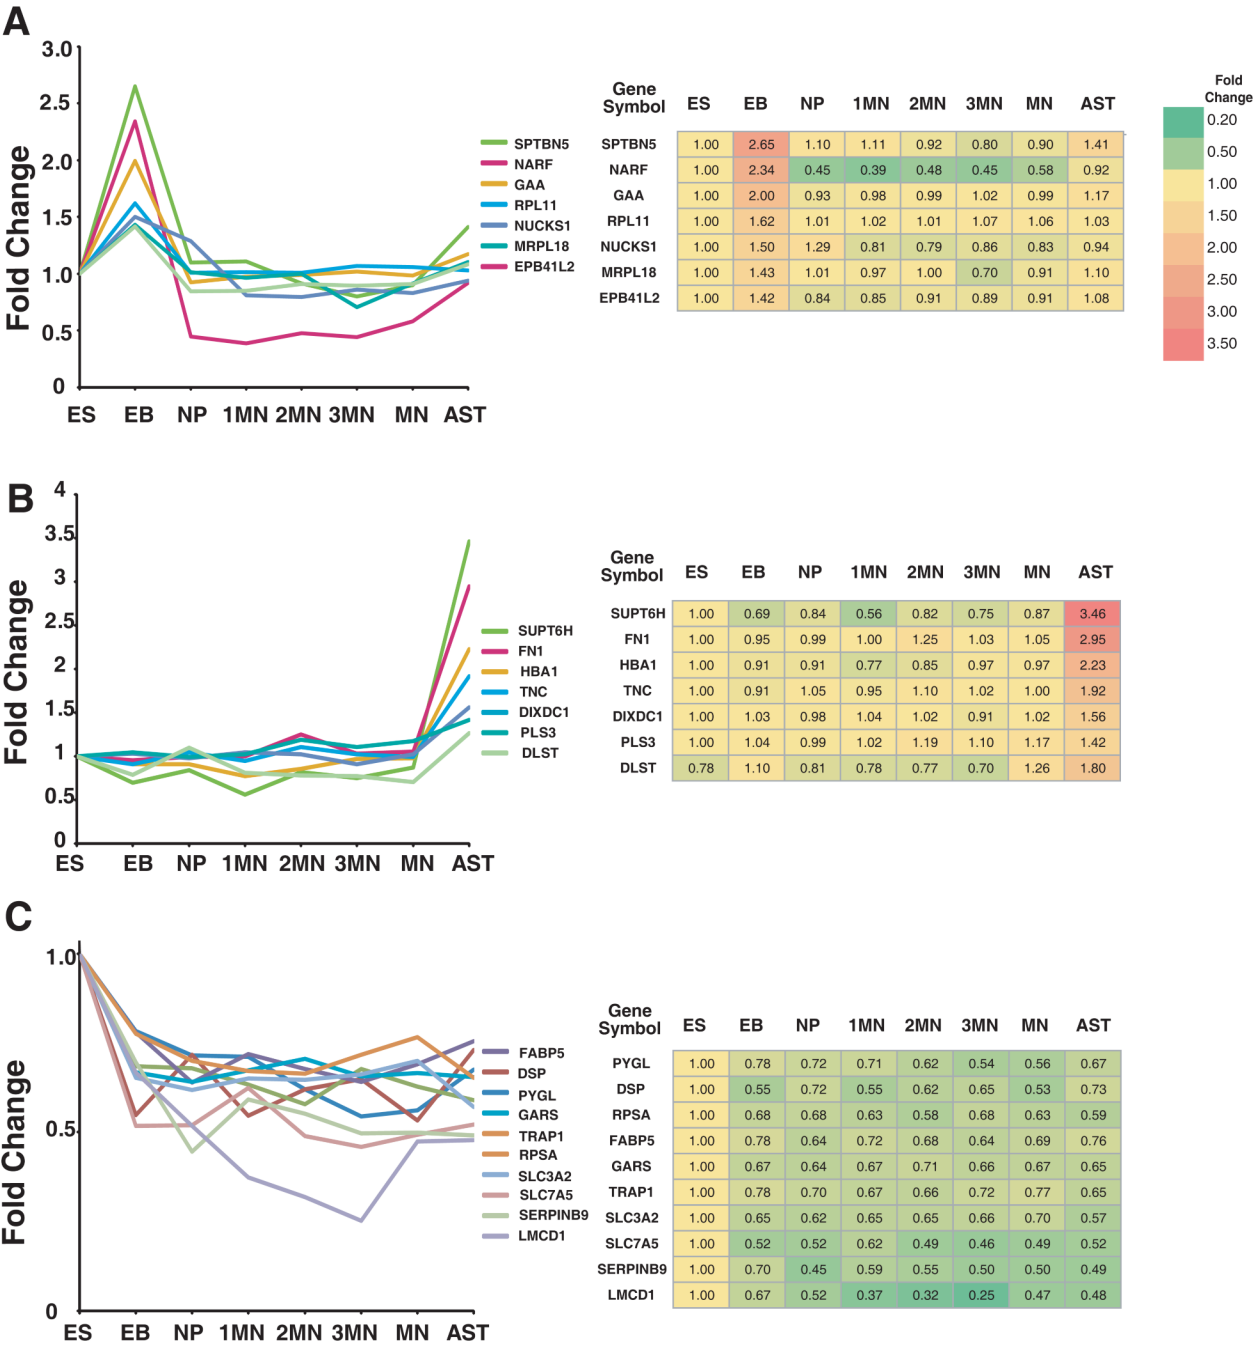 A
Fold Change
3.0
2.5
2.0
1.5
1.0
0.5
0
ES EB NP 1MN 2MN 3MN MN AST
SPTBN5
NARF
GAA
RPL11
NUCKS1
MRPL18
EPB41L2
Gene
Symbol ES EB NP 1MN 2MN 3MN MN AST
SPTBN5 1.00 2.65 1.10 1.11 0.92 0.80 0.90 1.41
NARF 1.00 2.34 0.45 0.39 0.48 0.45 0.58 0.92
GAA 1.00 2.00 0.93 0.98 0.99 1.02 0.99 1.17
RPL11 1.00 1.62 1.01 1.02 1.01 1.07 1.06 1.03
NUCKS1 1.00 1.50 1.29 0.81 0.79 0.86 0.83 0.94
MRPL18 1.00 1.43 1.01 0.97 1.00 0.70 0.91 1.10
EPB41L2 1.00 1.42 0.84 0.85 0.91 0.89 0.91 1.08
Fold
Change
0.20
0.50
1.00
1.50
2.00
2.50
3.00
3.50
B
Fold Change
4
3.5
3
2.5
2
1.5
1
0.5
0
ES EB NP 1MN 2MN 3MN MN AST
SUPT6H
FN1
HBA1
TNC
DIXDC1
PLS3
DLST
Gene
Symbol ES EB NP 1MN 2MN 3MN MN AST
SUPT6H 1.00 0.69 0.84 0.56 0.82 0.75 0.87 3.46
FN1 1.00 0.95 0.99 1.00 1.25 1.03 1.05 2.95
HBA1 1.00 0.91 0.91 0.77 0.85 0.97 0.97 2.23
TNC 1.00 0.91 1.05 0.95 1.10 1.02 1.00 1.92
DIXDC1 1.00 1.03 0.98 1.04 1.02 0.91 1.02 1.56
PLS3 1.00 1.04 0.99 1.02 1.19 1.10 1.17 1.42
DLST 0.78 1.10 0.81 0.78 0.77 0.70 1.26 1.80
C
Fold Change
1.0
0.5
0
ES EB NP 1MN 2MN 3MN MN AST
FABP5
DSP
PYGL
GARS
TRAP1
RPSA
SLC3A2
SLC7A5
SERPINB9
LMCD1
Gene
Symbol ES EB NP 1MN 2MN 3MN MN AST
PYGL 1.00 0.78 0.72 0.71 0.62 0.54 0.56 0.67
DSP 1.00 0.55 0.72 0.55 0.62 0.65 0.53 0.73
RPSA 1.00 0.68 0.68 0.63 0.58 0.68 0.63 0.59
FABP5 1.00 0.78 0.64 0.72 0.68 0.64 0.69 0.76
GARS 1.00 0.67 0.64 0.67 0.71 0.66 0.67 0.65
TRAP1 1.00 0.78 0.70 0.67 0.66 0.72 0.77 0.65
SLC3A2 1.00 0.65 0.62 0.65 0.65 0.66 0.70 0.57
SLC7A5 1.00 0.52 0.52 0.62 0.49 0.46 0.49 0.52
SERPINB9 1.00 0.70 0.45 0.59 0.55 0.50 0.50 0.49
LMCD1 1.00 0.67 0.52 0.37 0.32 0.25 0.47 0.48